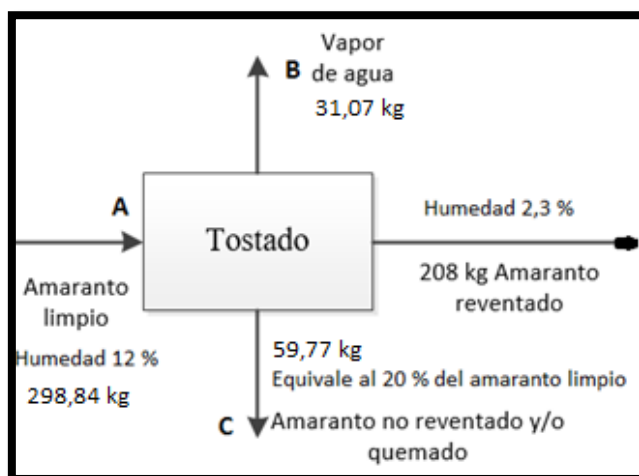 Vapor
B de agua
31,07 kg
A
Tostado
Humedad 2,3 %
208 kg Amaranto
reventado
Amaranto
limpio
Humedad 12 %
298,84 kg
59,77 kg
Equivale al 20 % del amaranto limpio
C Amaranto no reventado y/o
quemado